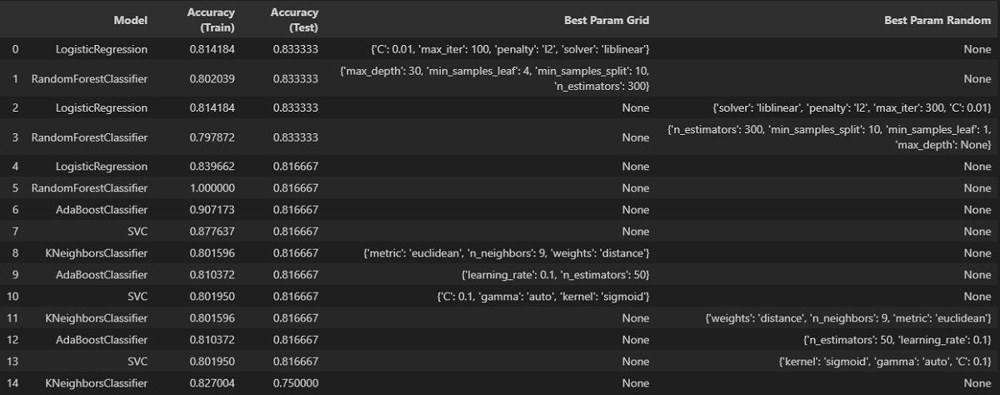 Model Accuracy (Train) Accuracy (Test) Best Param Grid Best Param Random
0 LogisticRegression 0.814184 0.833333 {'C': 0.01, 'max_iter': 100, 'penalty': 'l2', 'solver': 'liblinear'} None
1 RandomForestClassifier 0.802039 0.833333 {'max_depth': 30, 'min_samples_leaf': 4, 'min_samples_split': 10, 'n_estimators': 300} None
2 LogisticRegression 0.814184 0.833333 None {'solver': 'liblinear', 'penalty': 'l2', 'max_iter': 300, 'C': 0.01}
3 RandomForestClassifier 0.797872 0.833333 None {'n_estimators': 300, 'min_samples_split': 10, 'min_samples_leaf': 1, 'max_depth': None}
4 LogisticRegression 0.839662 0.816667 None None
5 RandomForestClassifier 1.000000 0.816667 None None
6 AdaBoostClassifier 0.907173 0.816667 None None
7 SVC 0.877637 0.816667 None None
8 KNeighborsClassifier 0.801596 0.816667 {'metric': 'euclidean', 'n_neighbors': 9, 'weights': 'distance'} None
9 AdaBoostClassifier 0.810372 0.816667 {'learning_rate': 0.1, 'n_estimators': 50} None
10 SVC 0.801950 0.816667 {'C': 0.1, 'gamma': 'auto', 'kernel': 'sigmoid'} None
11 KNeighborsClassifier 0.801596 0.816667 None {'weights': 'distance', 'n_neighbors': 9, 'metric': 'euclidean'}
12 AdaBoostClassifier 0.810372 0.816667 None {'n_estimators': 50, 'learning_rate': 0.1}
13 SVC 0.801950 0.816667 None {'kernel': 'sigmoid', 'gamma': 'auto', 'C': 0.1}
14 KNeighborsClassifier 0.827004 0.750000 None None